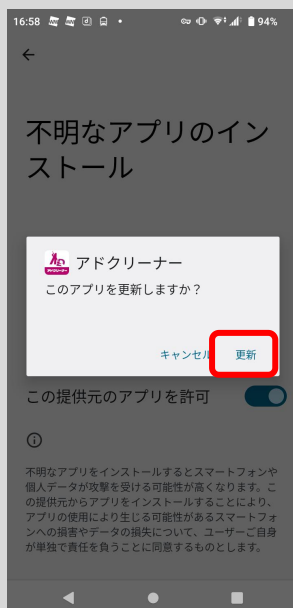 16:58 94%
不明なアプリのイン
ストール
アドクリーナー
このアプリを更新しますか?
キャンセル 更新
この提供元のアプリを許可
不明なアプリをインストールするとスマートフォンや
個人データが攻撃を受ける可能性が高くなります。こ
の提供元からアプリをインストールすることにより、
アプリの使用により生じる可能性があるスマートフォ
ンへの損害やデータの損失について、ユーザーご自身
が単独で責任を負うことに同意するものとします。